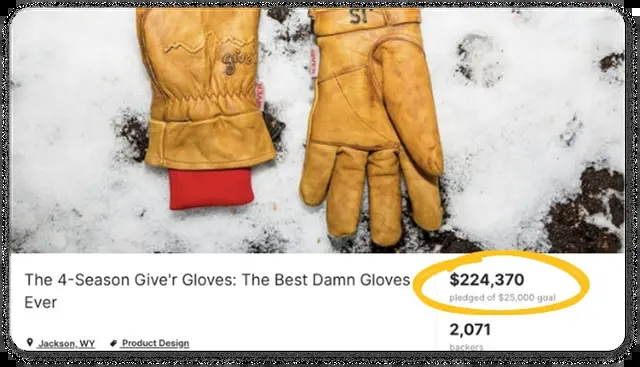 give'r
The 4-Season Give'r Gloves: The Best Damn Gloves
Ever
Jackson, WY
Product Design
$224,370
pledged of $25,000 goal
2,071
backers